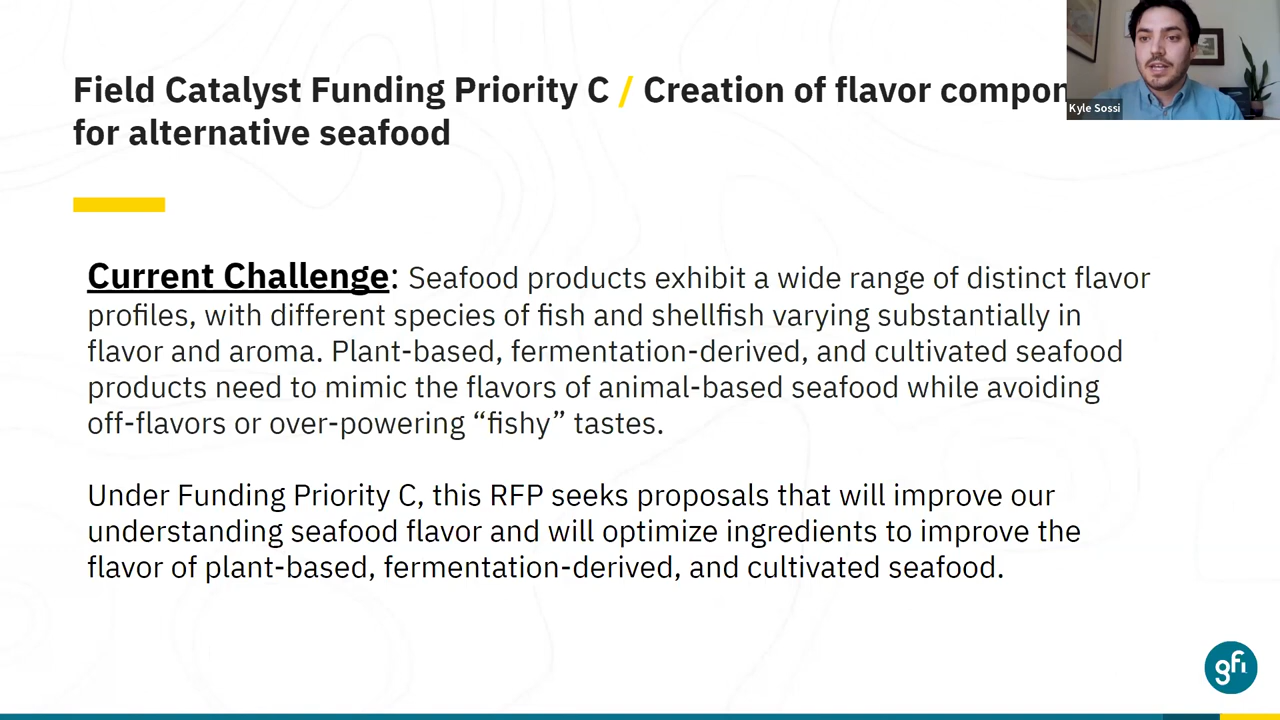 Field Catalyst Funding Priority C / Creation of flavor
for alternative seafood
Kyle Sossi
Current Challenge: Seafood products exhibit a wide range of distinct flavor
profiles, with different species of fish and shellfish varying substantially in
flavor and aroma. Plant-based, fermentation-derived, and cultivated seafood
products need to mimic the flavors of animal-based seafood while avoiding
off-flavors or over-powering “fishy” tastes.
Under Funding Priority C, this RFP seeks proposals that will improve our
understanding seafood flavor and will optimize ingredients to improve the
flavor of plant-based, fermentation-derived, and cultivated seafood.
gfi